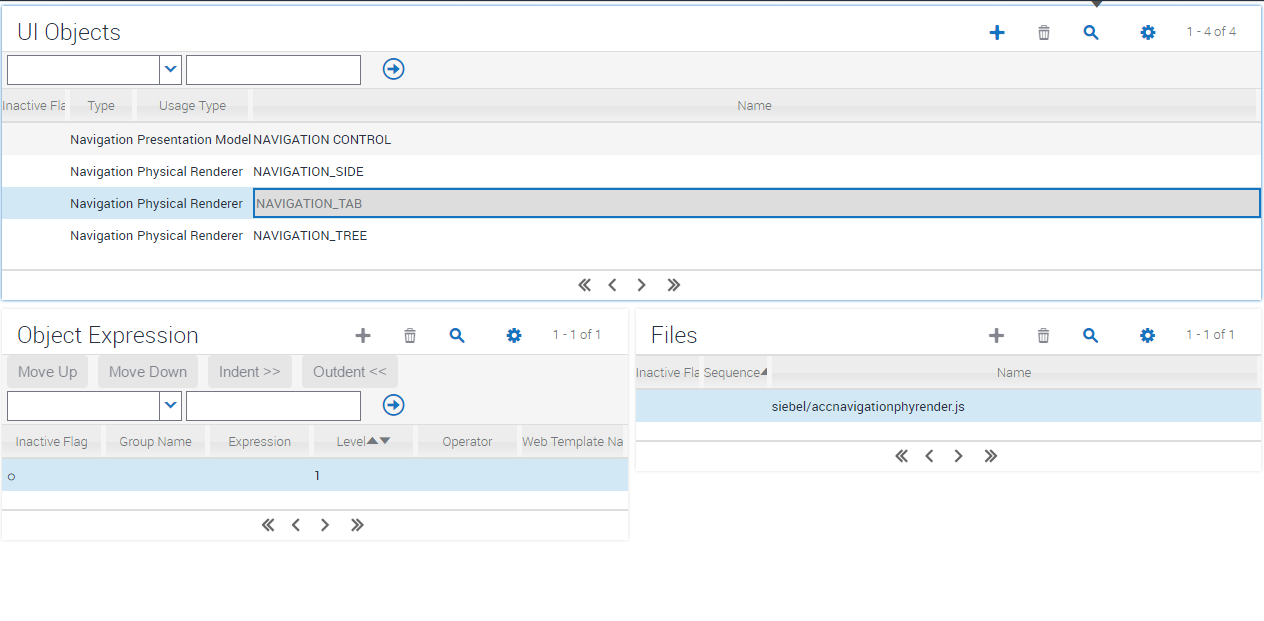 UI Objects
1 - 4 of 4
Inactive Fla Type Usage Type Name
Navigation Presentation Model NAVIGATION CONTROL
Navigation Physical Renderer NAVIGATION_SIDE
Navigation Physical Renderer NAVIGATION_TAB
Navigation Physical Renderer NAVIGATION_TREE
Object Expression
1 - 1 of 1
Move Up Move Down Indent >> Outdent <<
Inactive Flag Group Name Expression Level Operator Web Template Na
1
Files
1 - 1 of 1
Inactive Fla Sequence Name
siebel/accnavigationphyrender.js